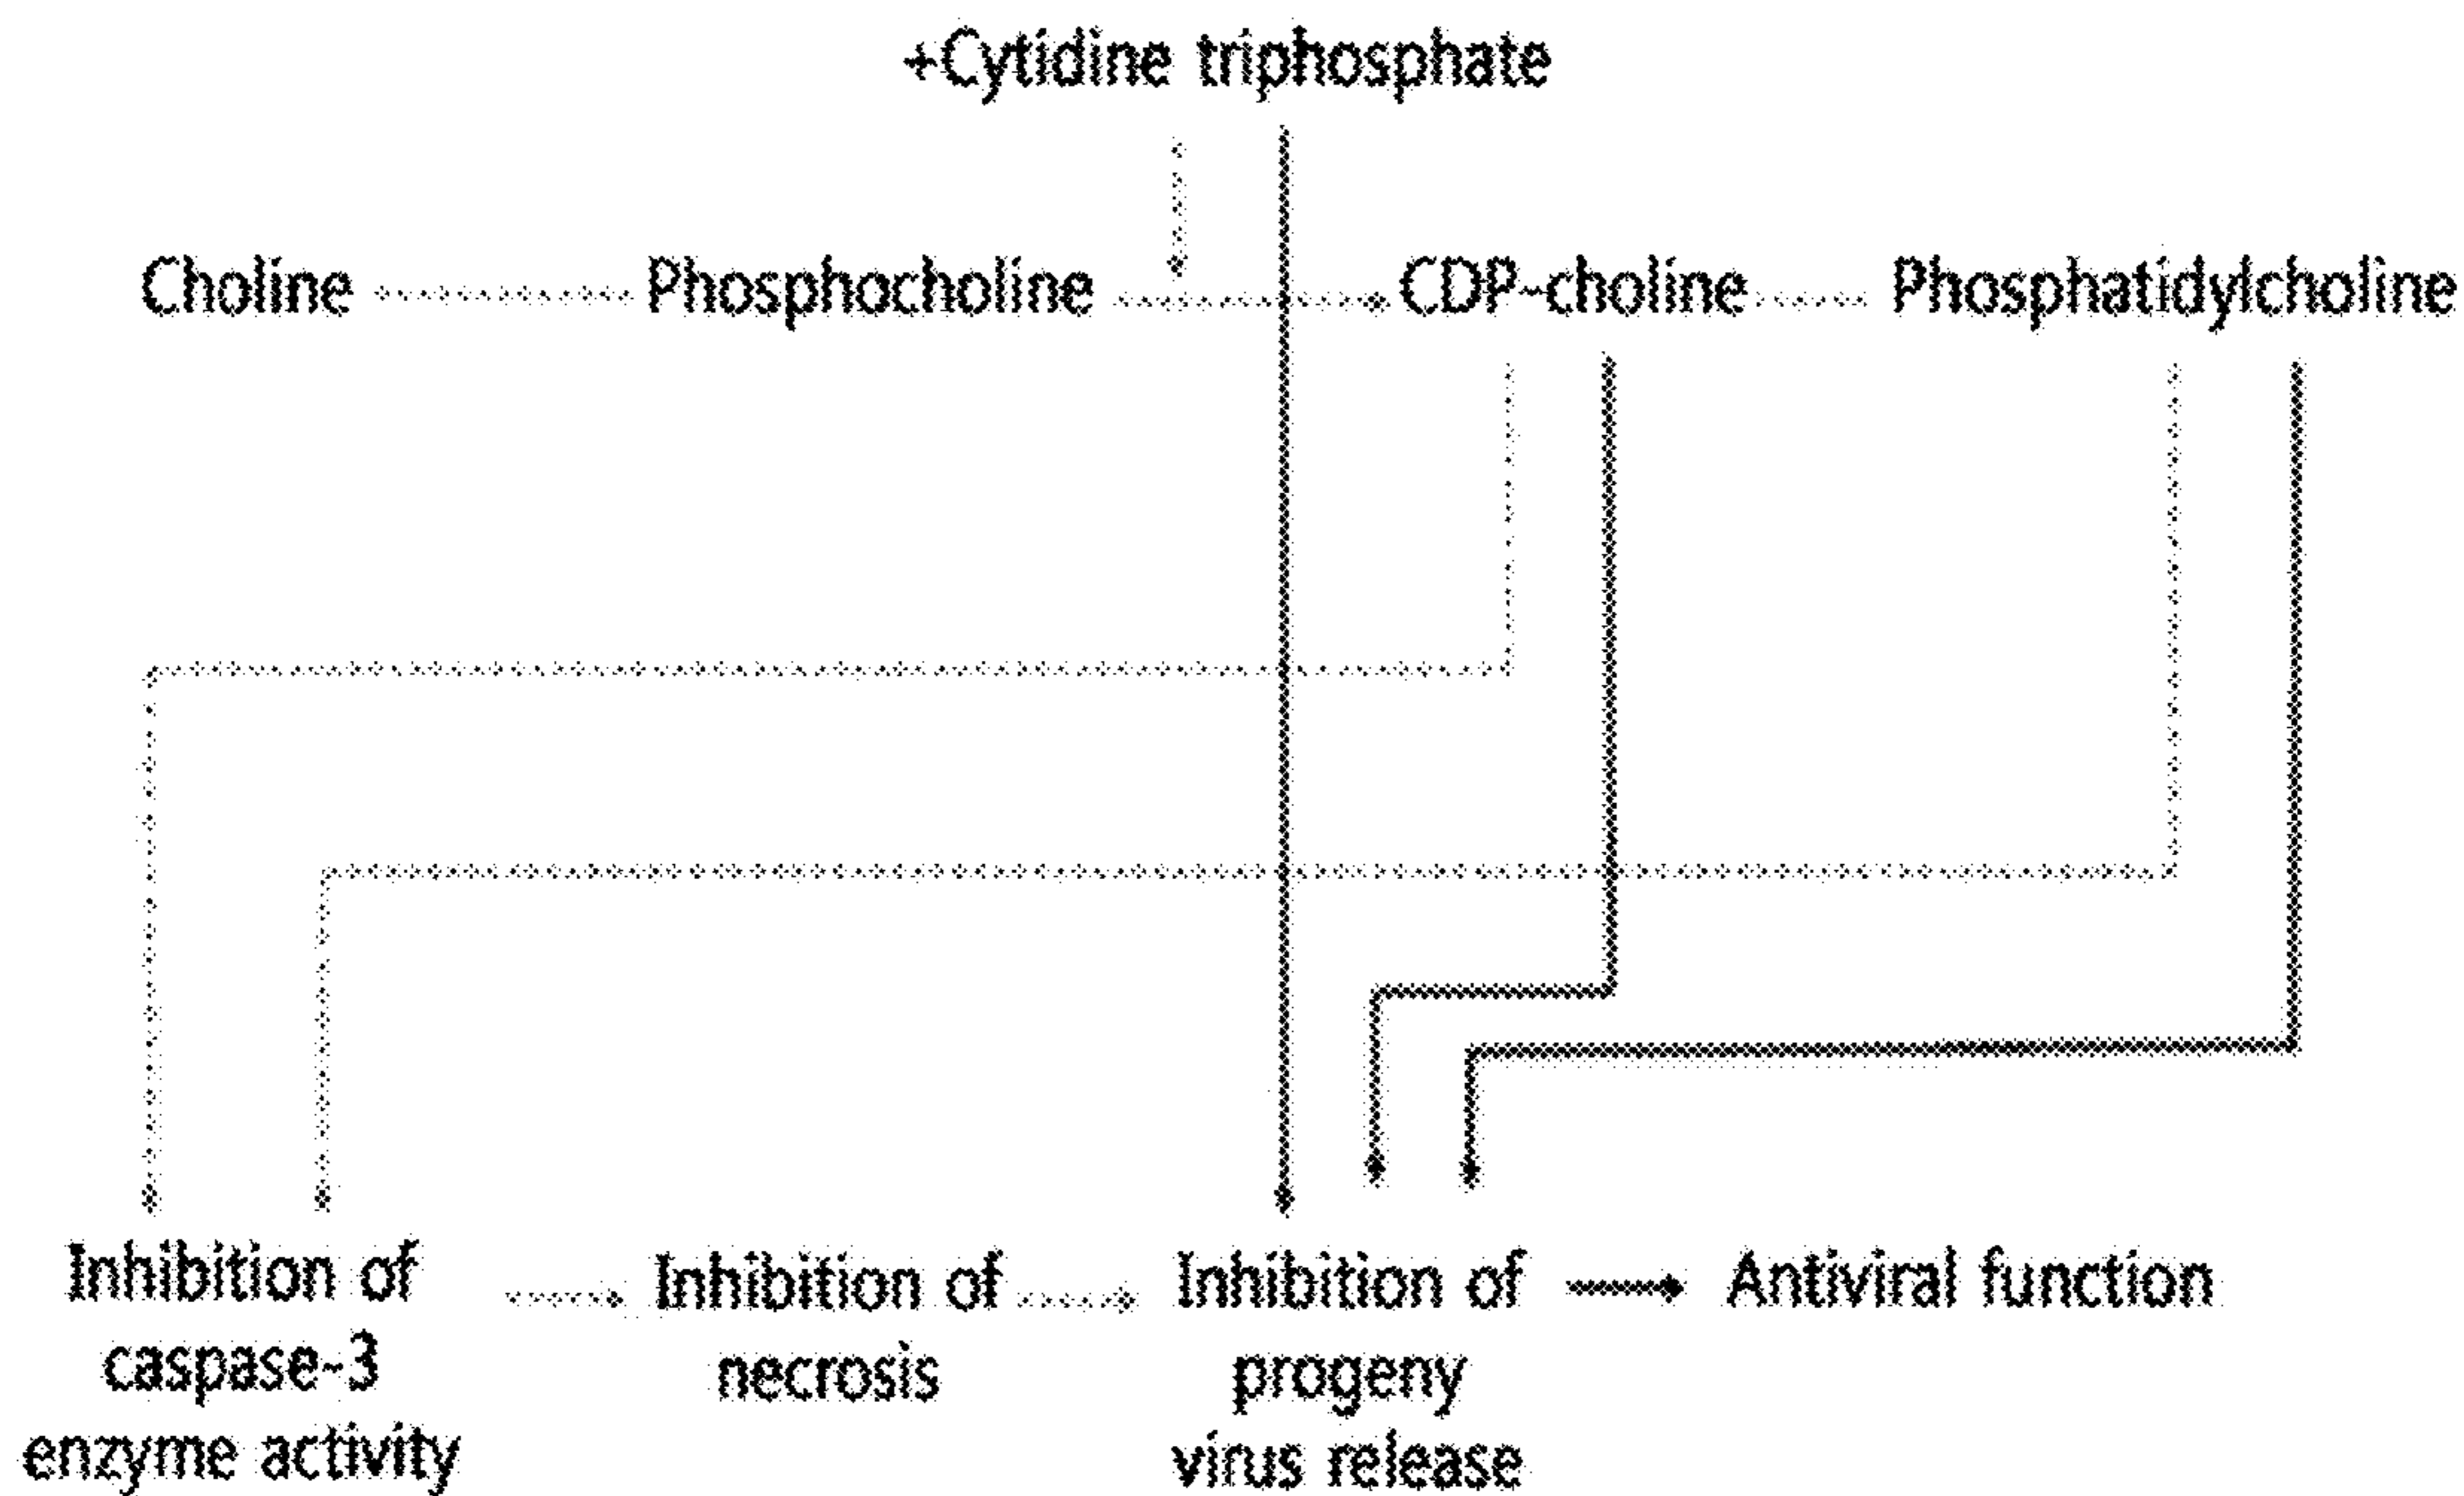 +Cytidine triphosphate
Choline
Phosphocholine
CDP-choline
Phosphatidylcholine
Inhibition of
caspase-3
enzyme activity
Inhibition of
necrosis
Inhibition of
progeny
virus release
Antiviral function